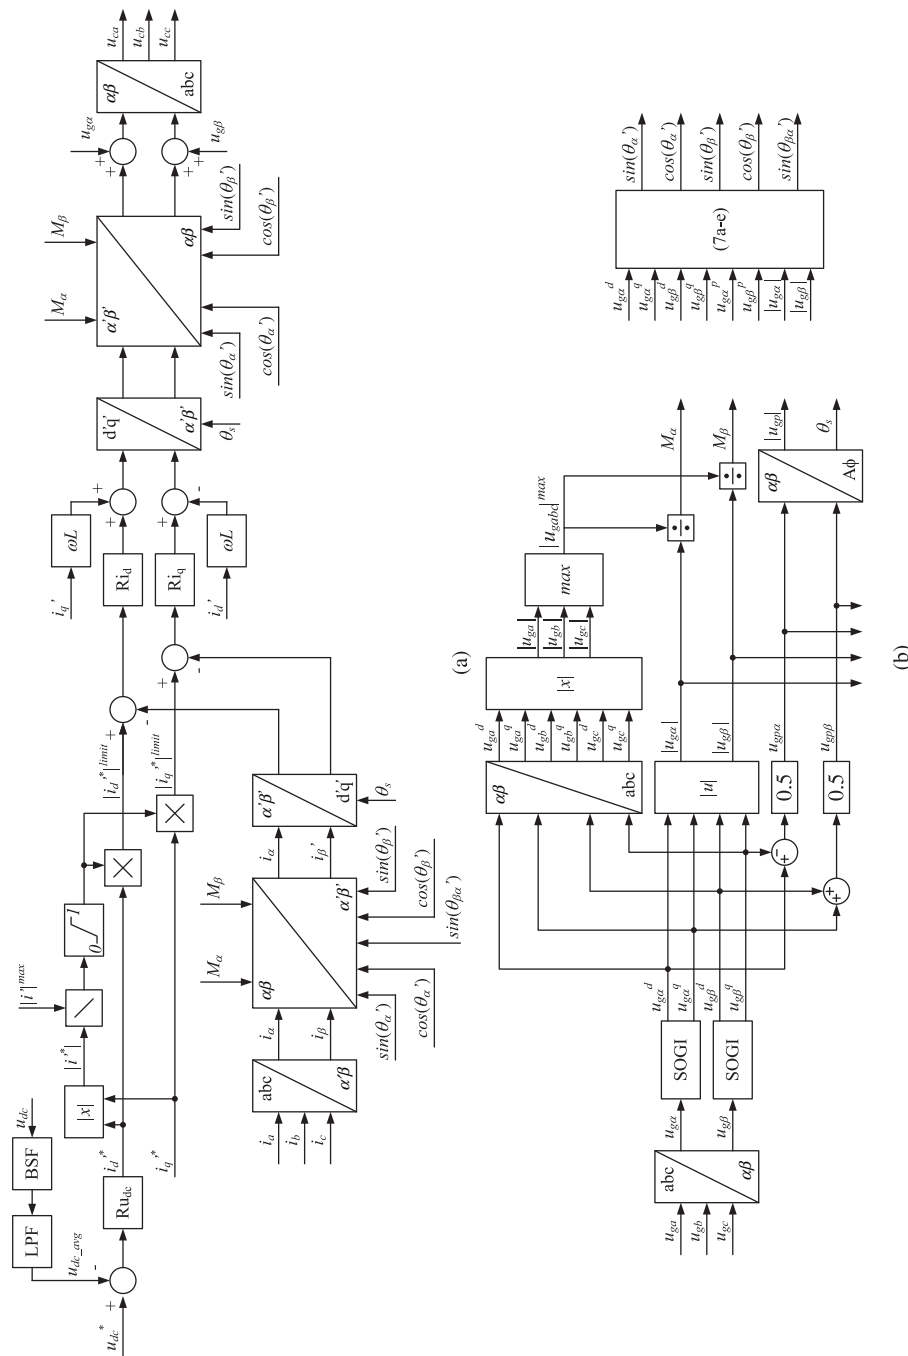 u_dc^*
+
-
u_dc_avg
LPF
BSF
u_dc
Ru_dc
i_d'^*
i_q'^*
|x|
|i'^*|
|i'|^max
0
1
|i_d'^*|^limit
|i_q'^*|^limit
+
-
+
-
Ri_d
Ri_q
i_q'
ωL
i_d'
ωL
+
+
+
-
d'q'
α'β'
θ_s
α'β'
αβ
M_α
M_β
sin(θ_α')
cos(θ_α')
cos(θ_β')
sin(θ_β')
u_gα
+
+
u_gβ
+
+
αβ
abc
u_ca
u_cb
u_cc
i_a
i_b
i_c
abc
α'β
i_α
i_β
αβ
α'β'
M_α
M_β
sin(θ_α')
cos(θ_α')
sin(θ_βα')
cos(θ_β')
sin(θ_β')
i_α
i_β'
α'β'
d'q'
θ_s
(a)
u_ga
u_gb
u_gc
abc
αβ
u_gα
u_gβ
SOGI
SOGI
u_gα^d
u_gα^q
u_gβ^d
u_gβ^q
αβ
abc
u_ga^d
u_ga^q
u_gb^d
u_gb^q
u_gc^d
u_gc^q
|x|
|u_ga|
|u_gb|
|u_gc|
max
|u_gabc|^max
|u|
|u_gα|
|u_gβ|
÷
÷
M_α
M_β
+
-
+
+
0.5
0.5
u_gpα
u_gpβ
αβ
Aϕ
|u_gp|
θ_s
u_gα^d
u_gα^q
u_gβ^d
u_gβ^q
u_gα^p
u_gβ^p
|u_gα|
|u_gβ|
(7a-e)
sin(θ_α')
cos(θ_α')
sin(θ_β')
cos(θ_β')
sin(θ_βα')
(b)